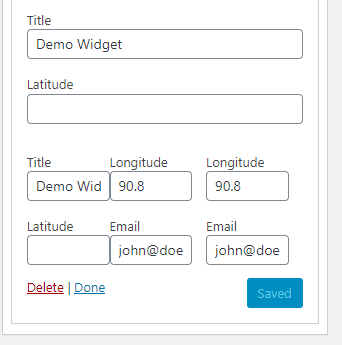 Title
Demo Widget
Latitude
Title Longitude Longitude
Demo Wid 90.8 90.8
Latitude Email Email
john@doe john@doe
Delete | Done Saved